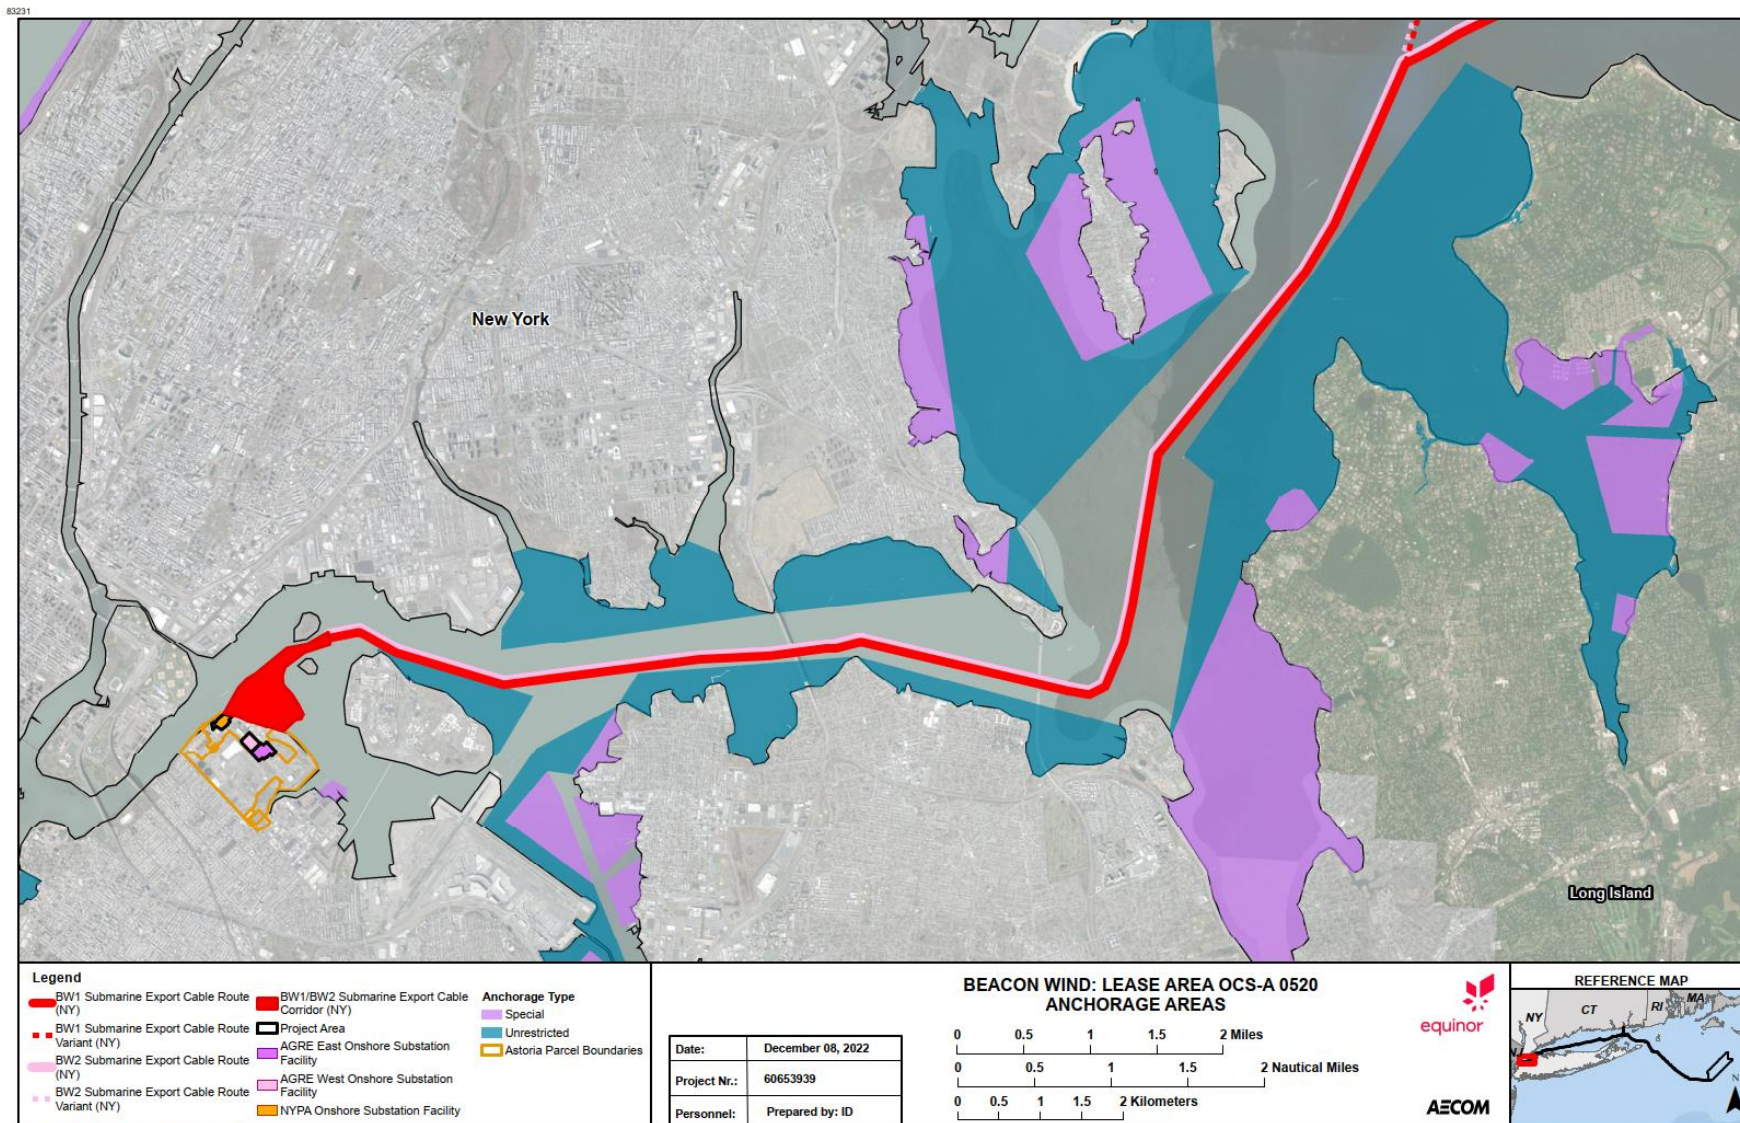 83231
New York
Long Island
Legend
BW1 Submarine Export Cable Route
(NY)
BW1 Submarine Export Cable Route
Variant (NY)
BW2 Submarine Export Cable Route
(NY)
BW2 Submarine Export Cable Route
Variant (NY)
BW1/BW2 Submarine Export Cable
Corridor (NY)
Project Area
AGRE East Onshore Substation
Facility
AGRE West Onshore Substation
Facility
NYPA Onshore Substation Facility
Anchorage Type
Special
Unrestricted
Astoria Parcel Boundaries
Date: December 08, 2022
Project Nr.: 60653939
Personnel: Prepared by: ID
BEACON WIND: LEASE AREA OCS-A 0520
ANCHORAGE AREAS
0 0.5 1 1.5 2 Miles
0 0.5 1 1.5 2 Nautical Miles
0 0.5 1 1.5 2 Kilometers
equinor
AECOM
REFERENCE MAP
NY
CT
RI
MA
N